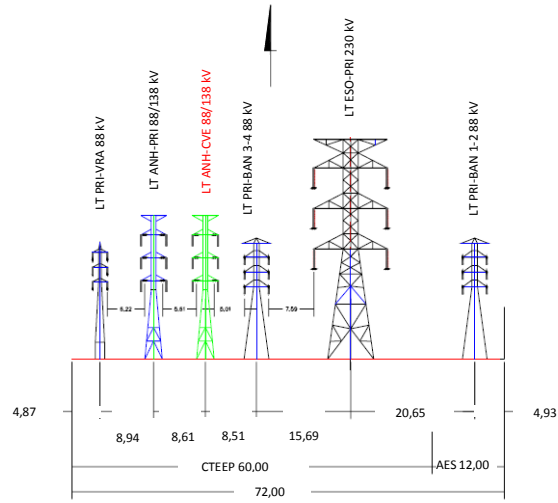 LT PRI-VRA 88 kV
LT ANH-PRI 88/138 kV
LT ANH-CVE 88/138 kV
LT PRI-BAN 3-4 88 kV
LT ESO-PRI 230 kV
LT PRI-BAN 1-2 88 kV
6,22
5,81
5,01
7,59
4,87
20,65
4,93
8,94
8,61
8,51
15,69
CTEEP 60,00
AES 12,00
72,00